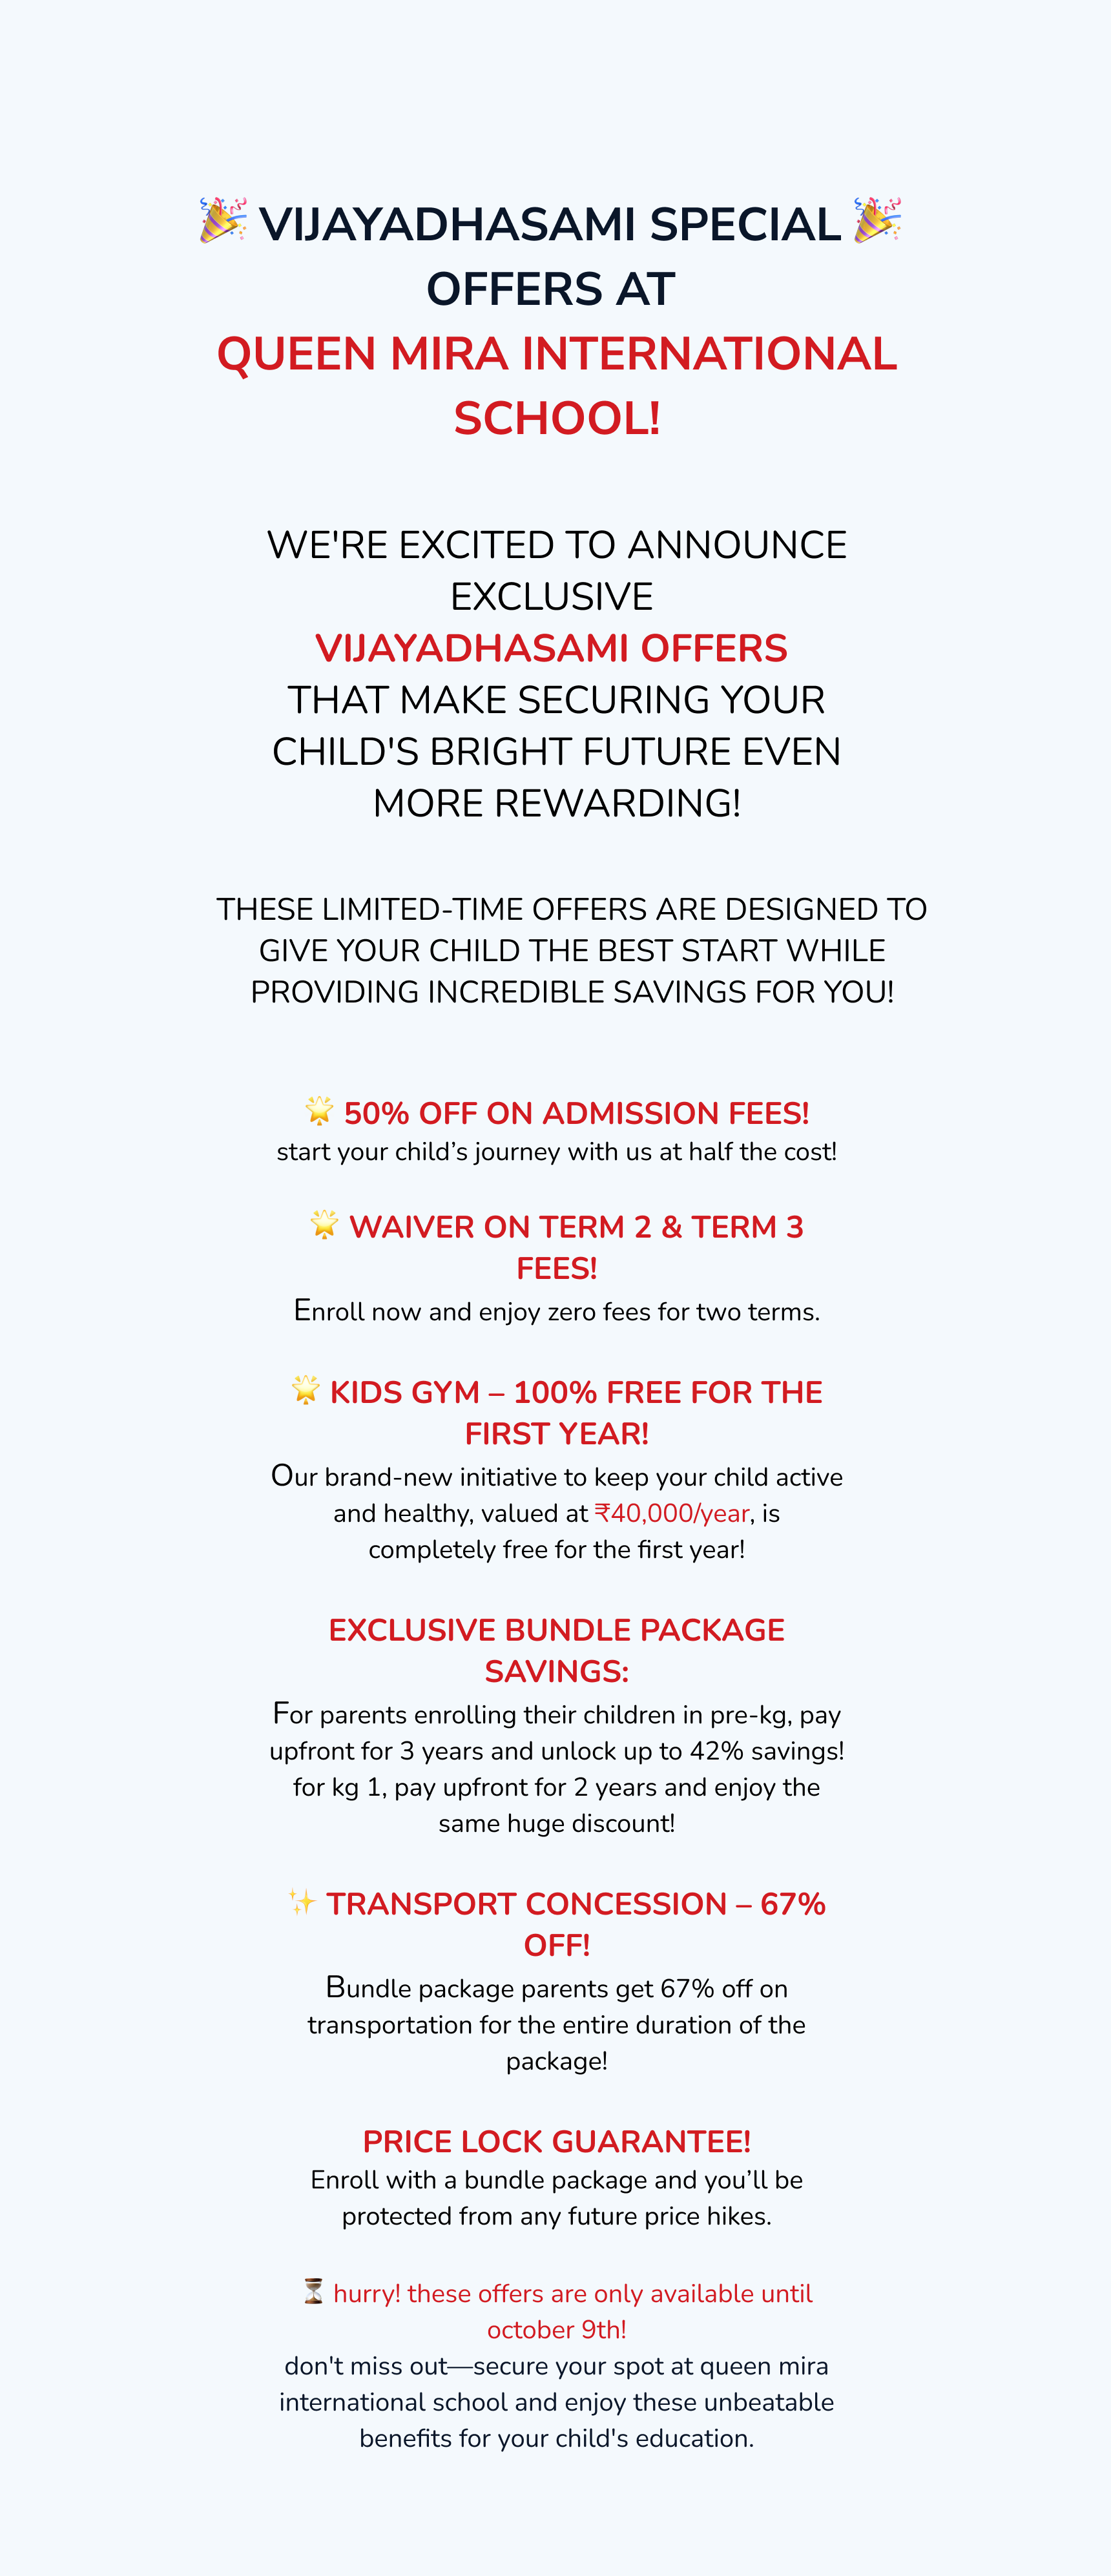 🎉 VIJAYADHASAMI SPECIAL 🎉
OFFERS AT
QUEEN MIRA INTERNATIONAL
SCHOOL!
WE'RE EXCITED TO ANNOUNCE
EXCLUSIVE
VIJAYADHASAMI OFFERS
THAT MAKE SECURING YOUR
CHILD'S BRIGHT FUTURE EVEN
MORE REWARDING!
THESE LIMITED-TIME OFFERS ARE DESIGNED TO
GIVE YOUR CHILD THE BEST START WHILE
PROVIDING INCREDIBLE SAVINGS FOR YOU!
🌟 50% OFF ON ADMISSION FEES!
start your child’s journey with us at half the cost!
🌟 WAIVER ON TERM 2 & TERM 3
FEES!
Enroll now and enjoy zero fees for two terms.
🌟 KIDS GYM – 100% FREE FOR THE
FIRST YEAR!
Our brand-new initiative to keep your child active
and healthy, valued at ₹40,000/year, is
completely free for the first year!
EXCLUSIVE BUNDLE PACKAGE
SAVINGS:
For parents enrolling their children in pre-kg, pay
upfront for 3 years and unlock up to 42% savings!
for kg 1, pay upfront for 2 years and enjoy the
same huge discount!
✨ TRANSPORT CONCESSION – 67%
OFF!
Bundle package parents get 67% off on
transportation for the entire duration of the
package!
PRICE LOCK GUARANTEE!
Enroll with a bundle package and you’ll be
protected from any future price hikes.
⏳ hurry! these offers are only available until
october 9th!
don't miss out—secure your spot at queen mira
international school and enjoy these unbeatable
benefits for your child's education.